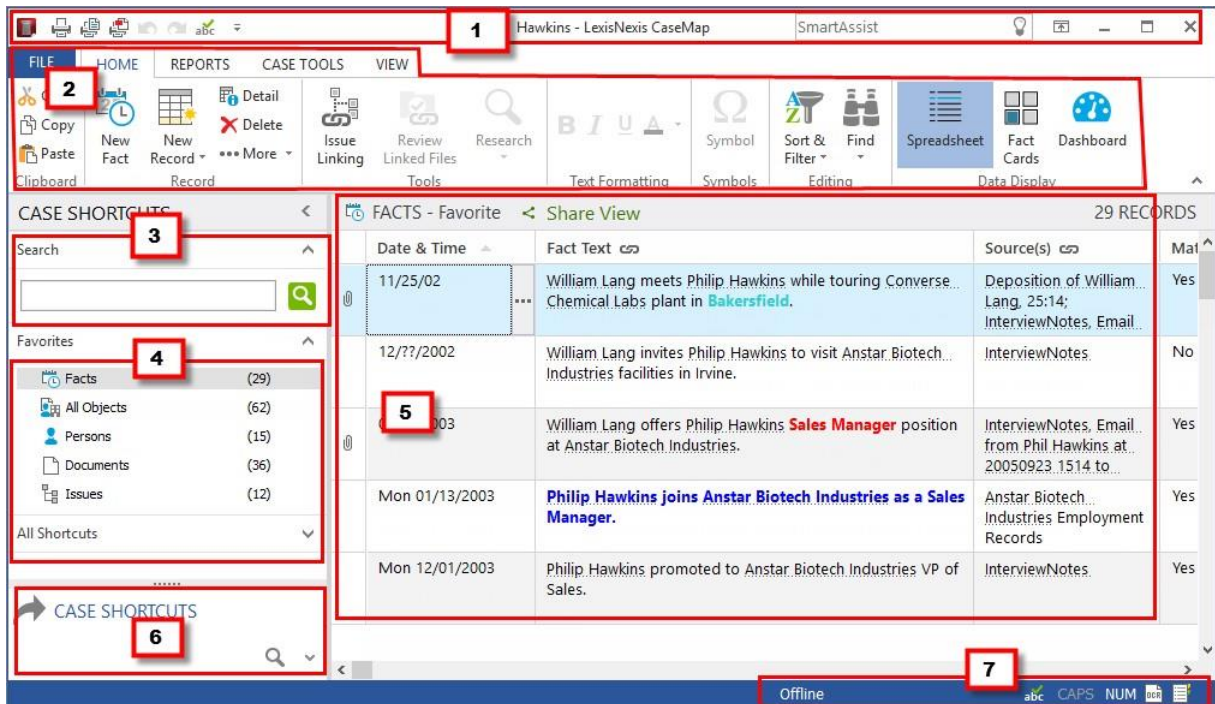 1
Hawkins - LexisNexis CaseMap
SmartAssist
abc
FILE HOME REPORTS CASE TOOLS VIEW
2
Copy
Paste
Clipboard
New
Fact
New
Record
Detail
Delete
More
Record
Issue
Linking
Review
Linked Files
Research
Tools
B I U A
Text Formatting
Ω
Symbol
Symbols
AZ
Sort &
Filter
Find
Editing
Spreadsheet
Fact
Cards
Dashboard
Data Display
CASE SHORTCUTS
3
Search
Favorites
4
Facts (29)
All Objects (62)
Persons (15)
Documents (36)
Issues (12)
All Shortcuts
CASE SHORTCUTS
6
FACTS - Favorite Share View 29 RECORDS
Date & Time Fact Text Source(s) Mat
11/25/02
William Lang meets Philip Hawkins while touring Converse
Chemical Labs plant in Bakersfield.
Deposition of William
Lang, 25:14;
InterviewNotes, Email
Yes
12/??/2002
William Lang invites Philip Hawkins to visit Anstar Biotech
Industries facilities in Irvine.
InterviewNotes
No
5
003
William Lang offers Philip Hawkins Sales Manager position
at Anstar Biotech Industries.
InterviewNotes, Email
from Phil Hawkins at
20050923 1514 to
Yes
Mon 01/13/2003
Philip Hawkins joins Anstar Biotech Industries as a Sales
Manager.
Anstar Biotech
Industries Employment
Records
Yes
Mon 12/01/2003
Philip Hawkins promoted to Anstar Biotech Industries VP of
Sales.
InterviewNotes
Yes
7
Offline abc CAPS NUM OCR